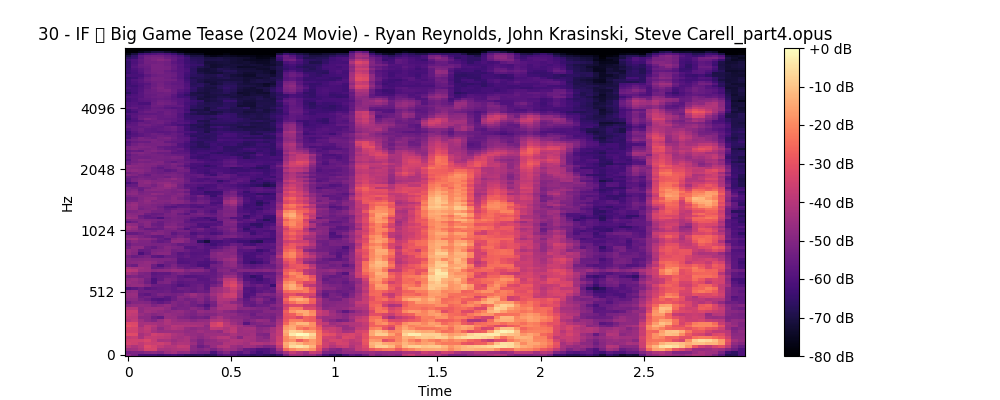 30 - IF ▯ Big Game Tease (2024 Movie) - Ryan Reynolds, John Krasinski, Steve Carell_part4.opus
Hz
4096
2048
1024
512
0
0
0.5
1
1.5
2
2.5
Time
+0 dB
-10 dB
-20 dB
-30 dB
-40 dB
-50 dB
-60 dB
-70 dB
-80 dB